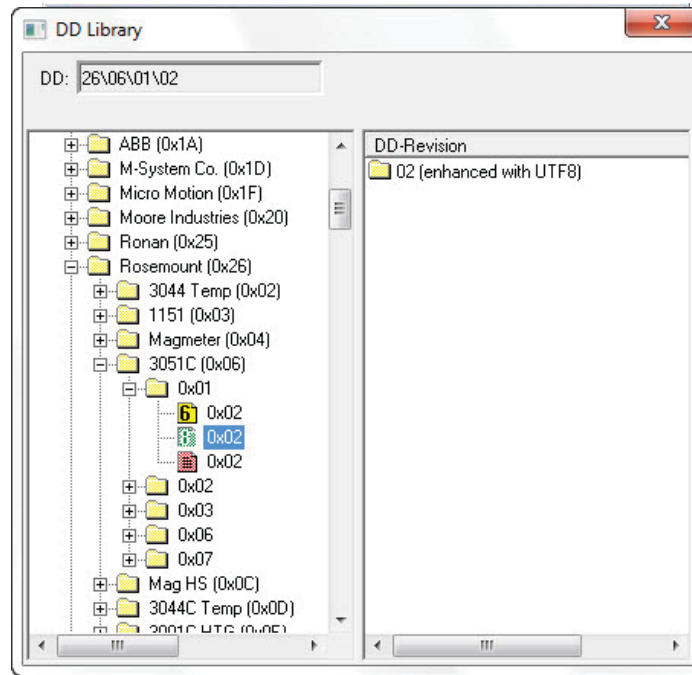 DD Library
DD: 26\06\01\02
ABB (0x1A)
M-System Co. (0x1D)
Micro Motion (0x1F)
Moore Industries (0x20)
Ronan (0x25)
Rosemount (0x26)
3044 Temp (0x02)
1151 (0x03)
Magmeter (0x04)
3051C (0x06)
0x01
6 0x02
8 0x02
0x02
0x02
0x03
0x06
0x07
Mag HS (0x0C)
3044C Temp (0x0D)
DD-Revision
02 (enhanced with UTF8)